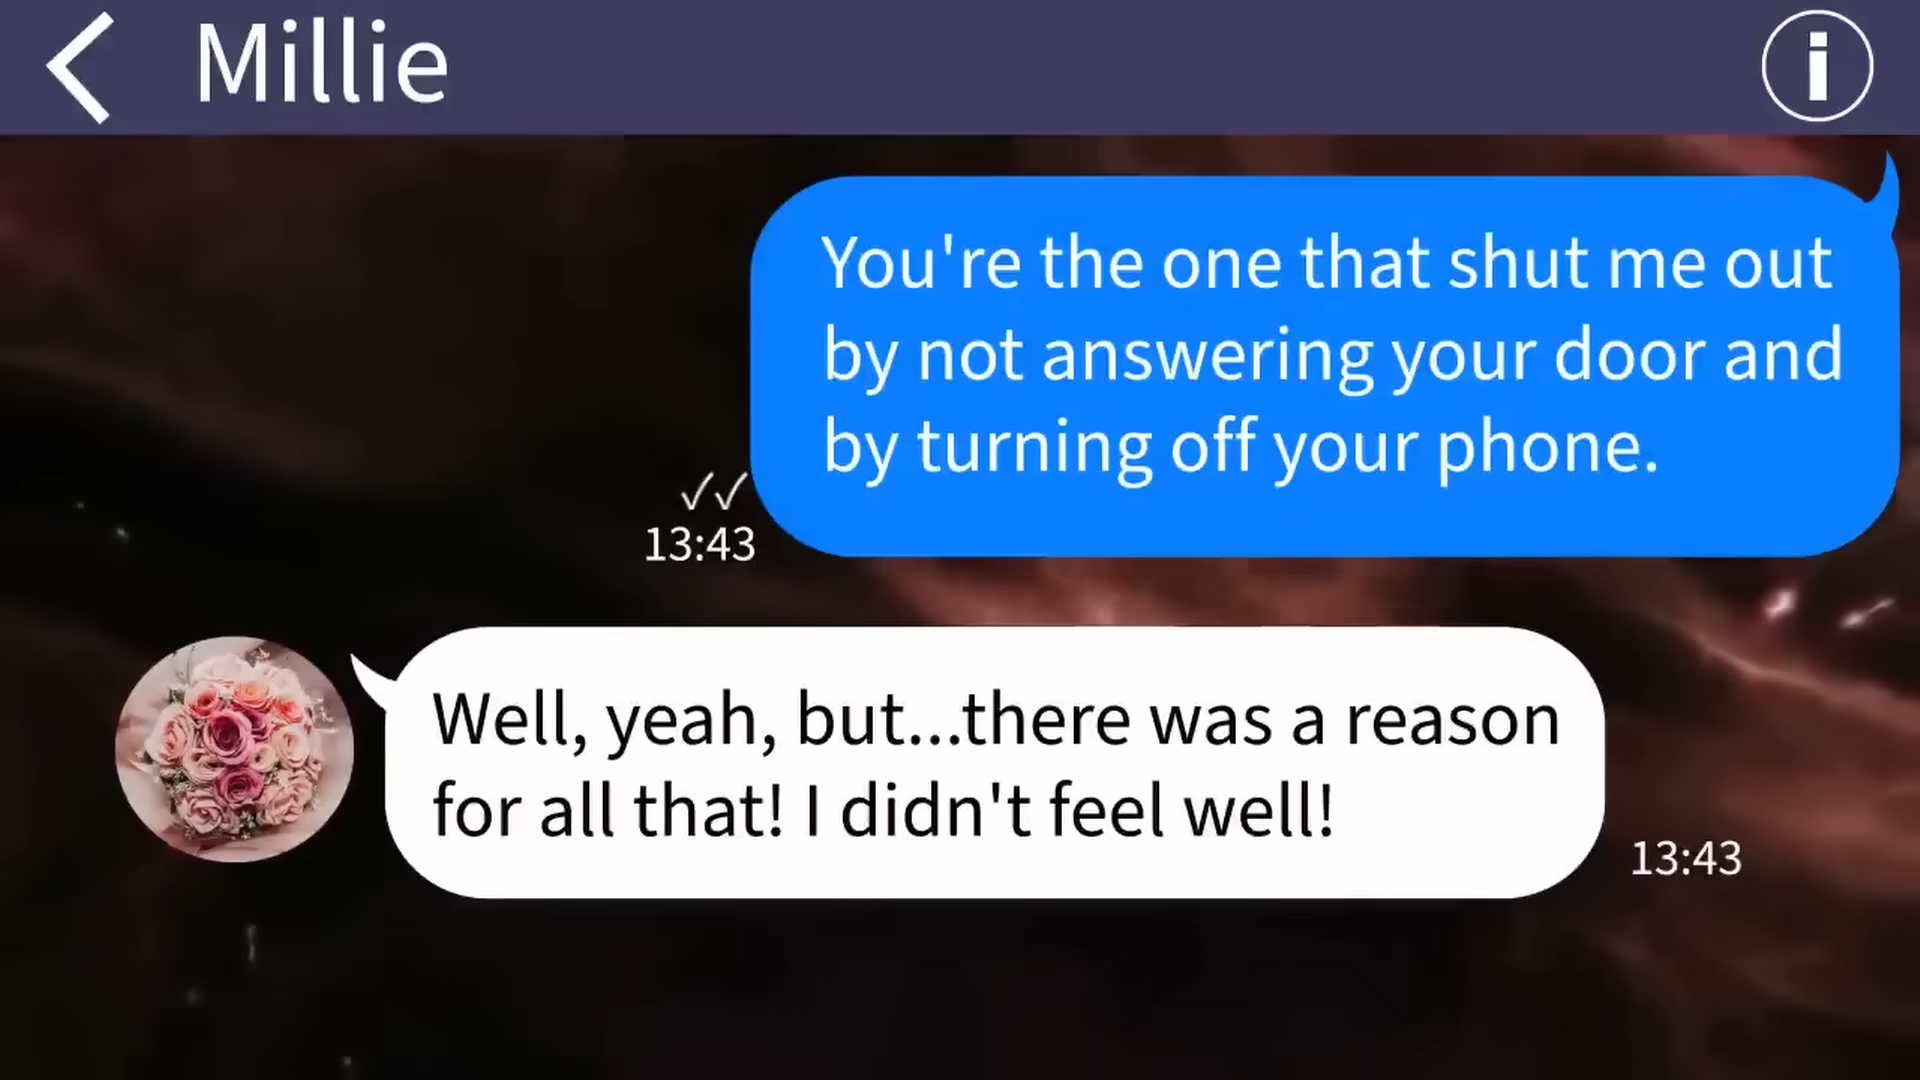 Millie
You're the one that shut me out
by not answering your door and
by turning off your phone.
13:43
Well, yeah, but...there was a reason
for all that! I didn't feel well!
13:43